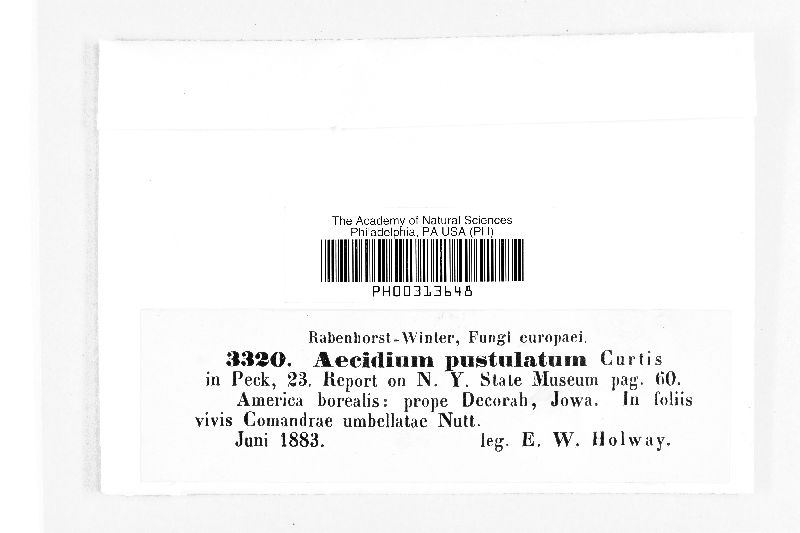 The Academy of Natural Sciences
Philadelphia, PA USA (PH)
PH00313648
Rabenhorst-Winter, Fungi europaei.
3320. Aecidium pustulatum Curtis
in Peck, 23. Report on N. Y. State Museum pag. 60.
America borealis: prope Decorah, Jowa. In foliis
vivis Comandrae umbellatae Nutt.
Juni 1883. leg. E. W. Holway.